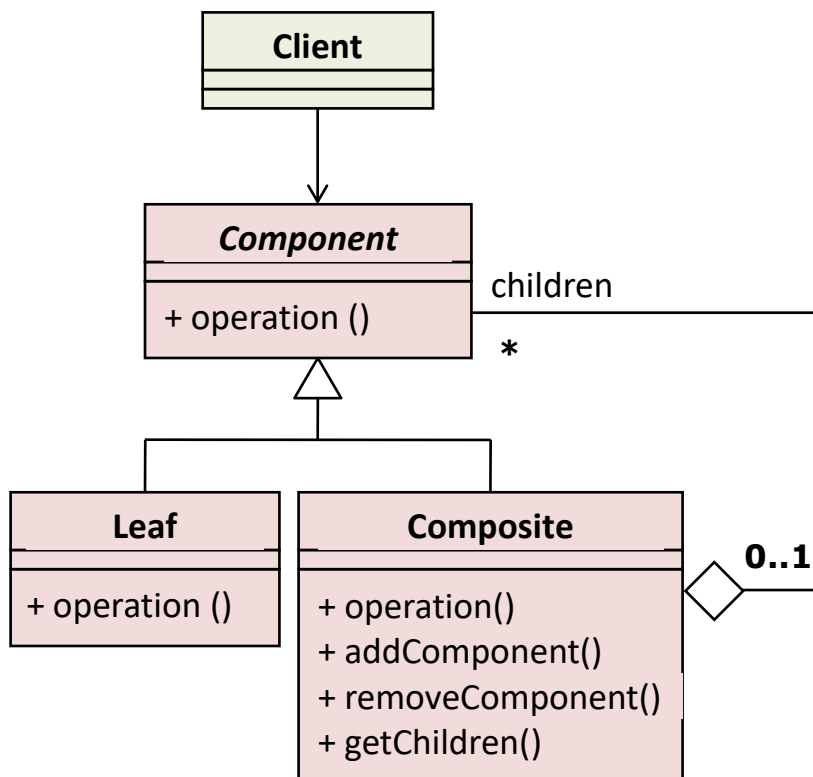 Client
Component
+ operation ()
children
*
Leaf
+ operation ()
Composite
+ operation()
+ addComponent()
+ removeComponent()
+ getChildren()
0..1